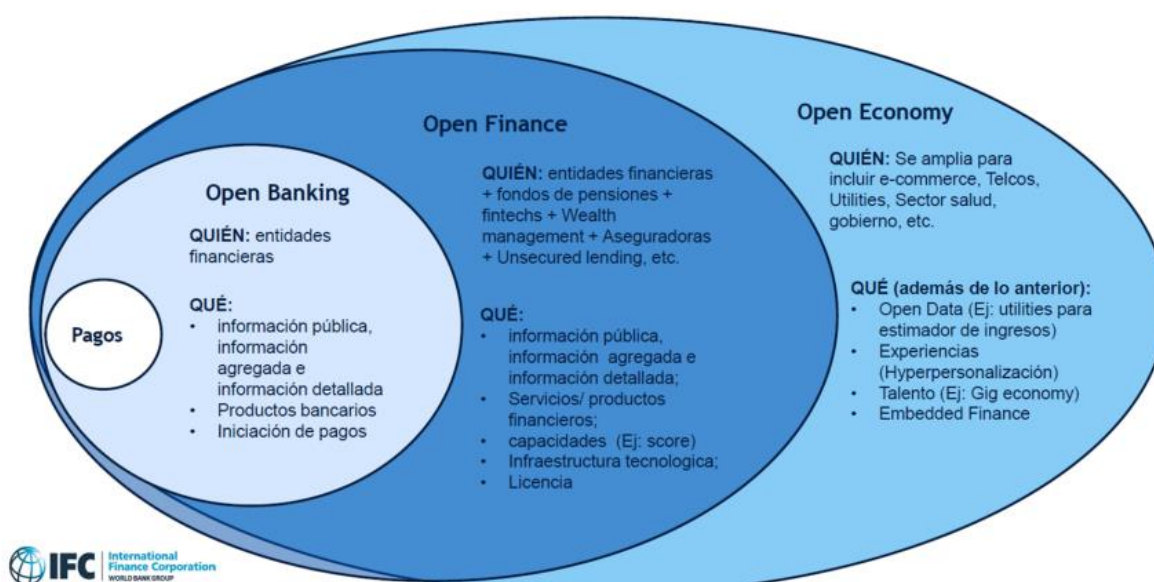 Pagos
Open Banking
QUIÉN: entidades
financieras
QUÉ:
• información pública,
información
agregada e
información detallada
• Productos bancarios
• Iniciación de pagos
Open Finance
QUIÉN: entidades financieras
+ fondos de pensiones +
fintechs + Wealth
management + Aseguradoras
+ Unsecured lending, etc.
QUÉ:
• información pública,
información agregada e
información detallada;
• Servicios/ productos
financieros;
• capacidades (Ej: score)
• Infraestructura tecnologica;
• Licencia
Open Economy
QUIÉN: Se amplia para
incluir e-commerce, Telcos,
Utilities, Sector salud,
gobierno, etc.
QUÉ (además de lo anterior):
• Open Data (Ej: utilities para
estimador de ingresos)
• Experiencias
(Hyperpersonalización)
• Talento (Ej: Gig economy)
• Embedded Finance
IFC
International
Finance Corporation
WORLD BANK GROUP